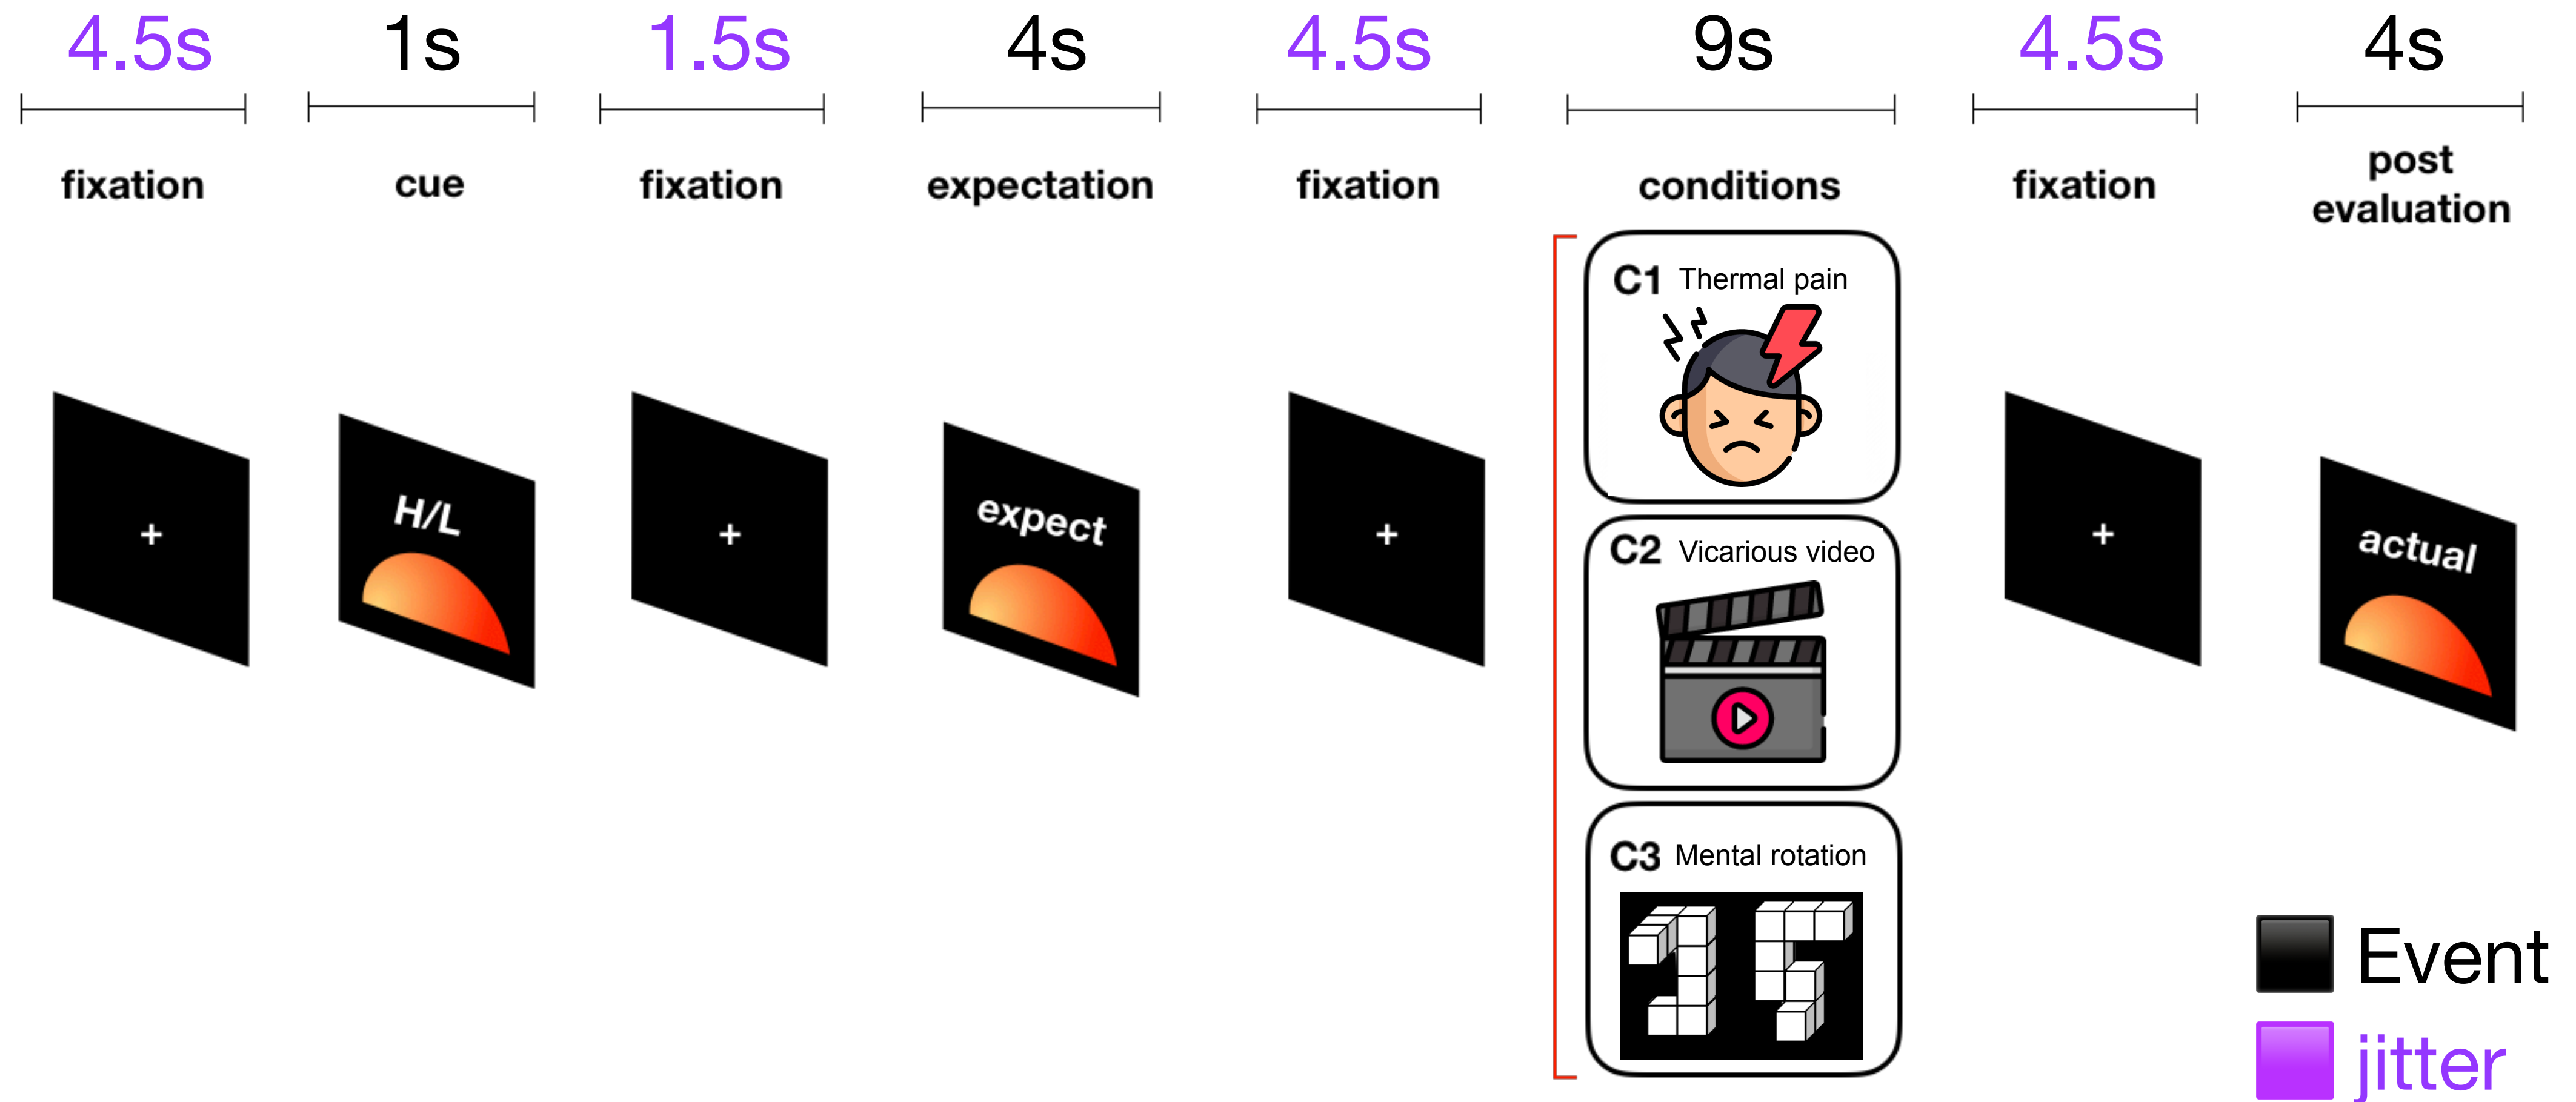 4.5s 1s 1.5s 4s 4.5s 9s 4.5s 4s
fixation cue fixation expectation fixation conditions fixation post
evaluation
C1 Thermal pain
+ H/L + expect + + actual
C2 Vicarious video
C3 Mental rotation
Event
jitter